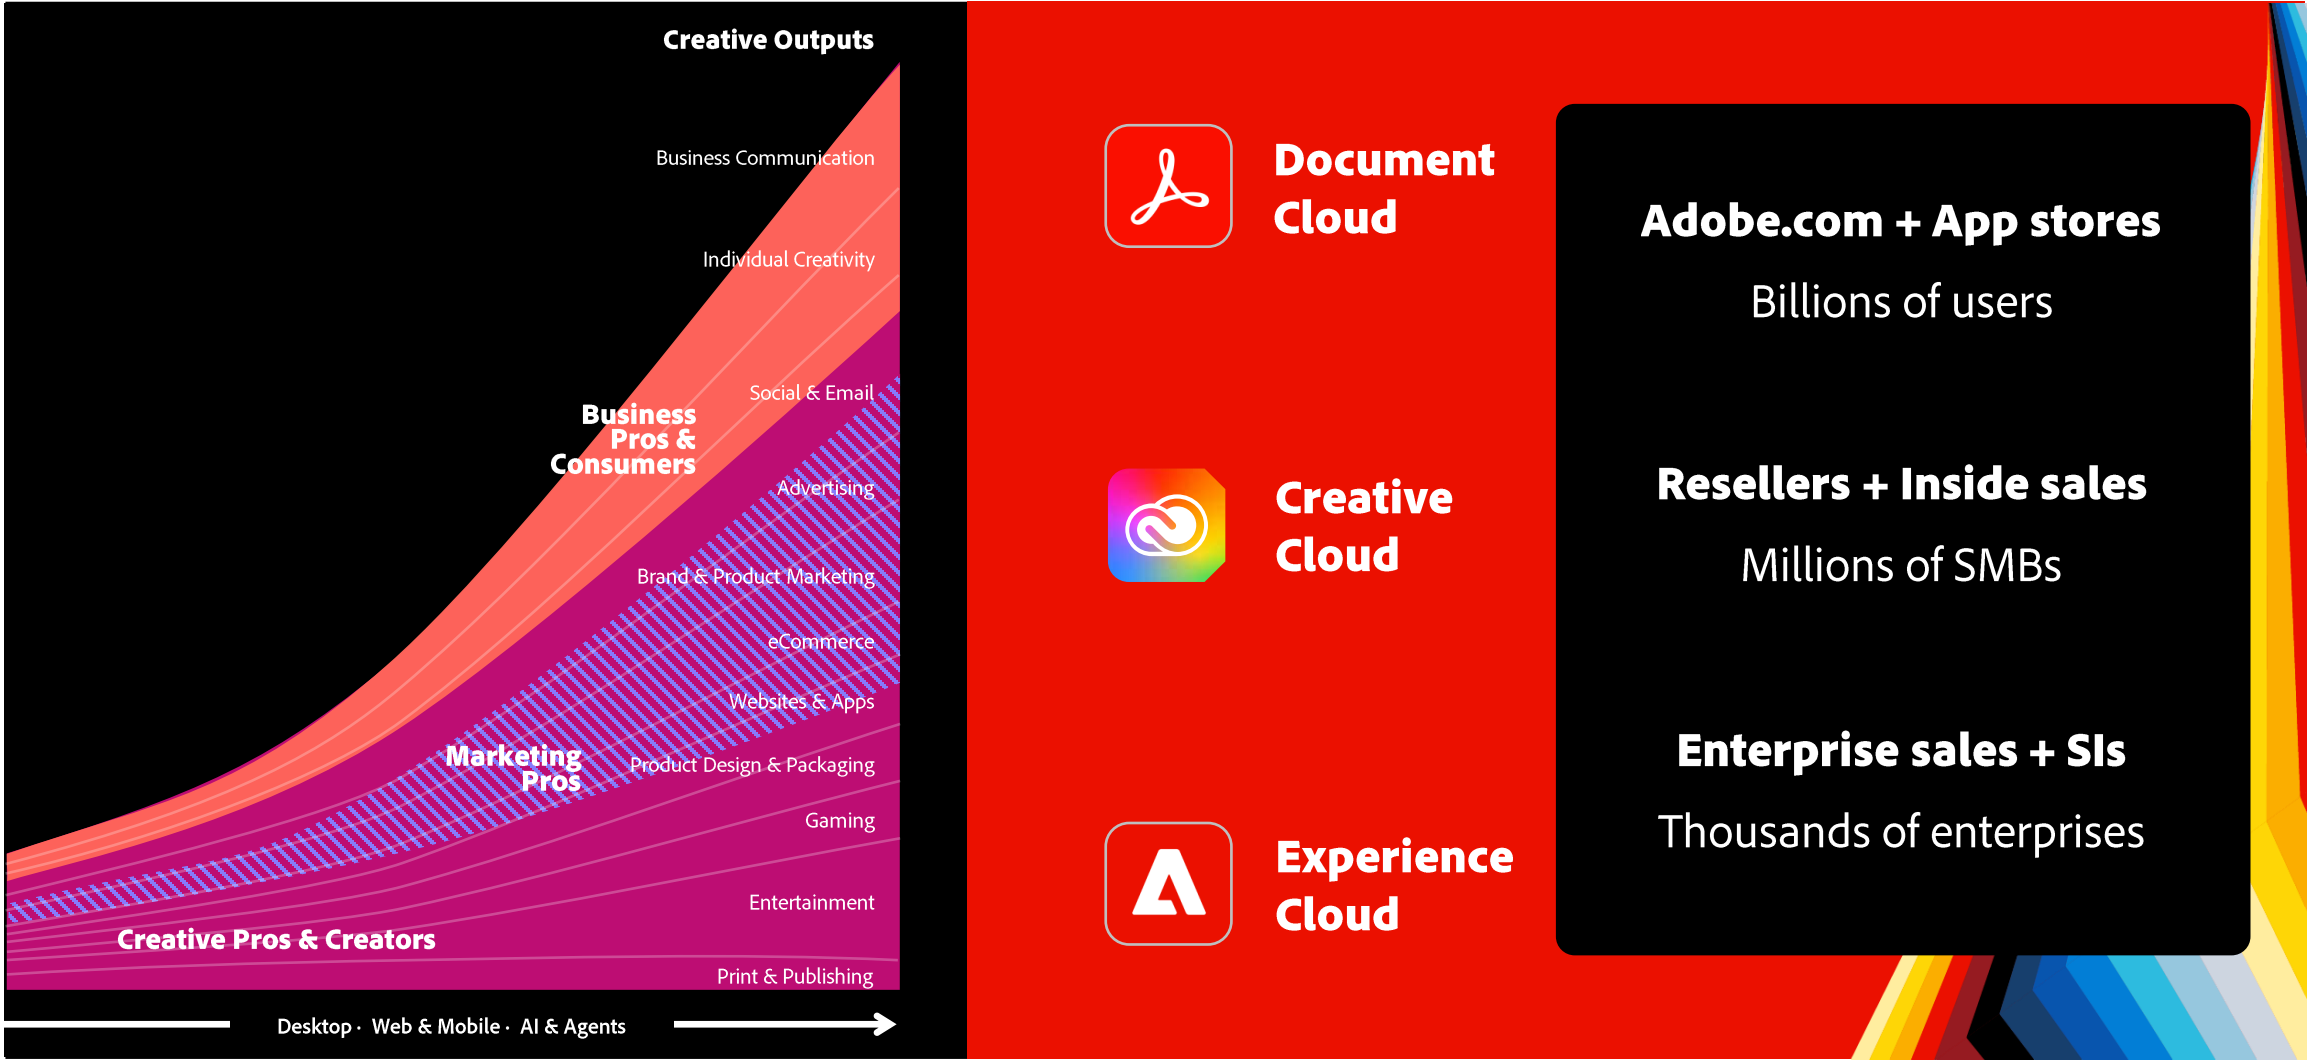 Creative Outputs
Business Communication
Individual Creativity
Social & Email
Business
Pros &
Consumers
Advertising
Brand & Product Marketing
eCommerce
Websites & Apps
Marketing
Pros
Product Design & Packaging
Gaming
Entertainment
Creative Pros & Creators
Print & Publishing
Desktop · Web & Mobile · AI & Agents
Document
Cloud
Creative
Cloud
Experience
Cloud
Adobe.com + App stores
Billions of users
Resellers + Inside sales
Millions of SMBs
Enterprise sales + SIs
Thousands of enterprises